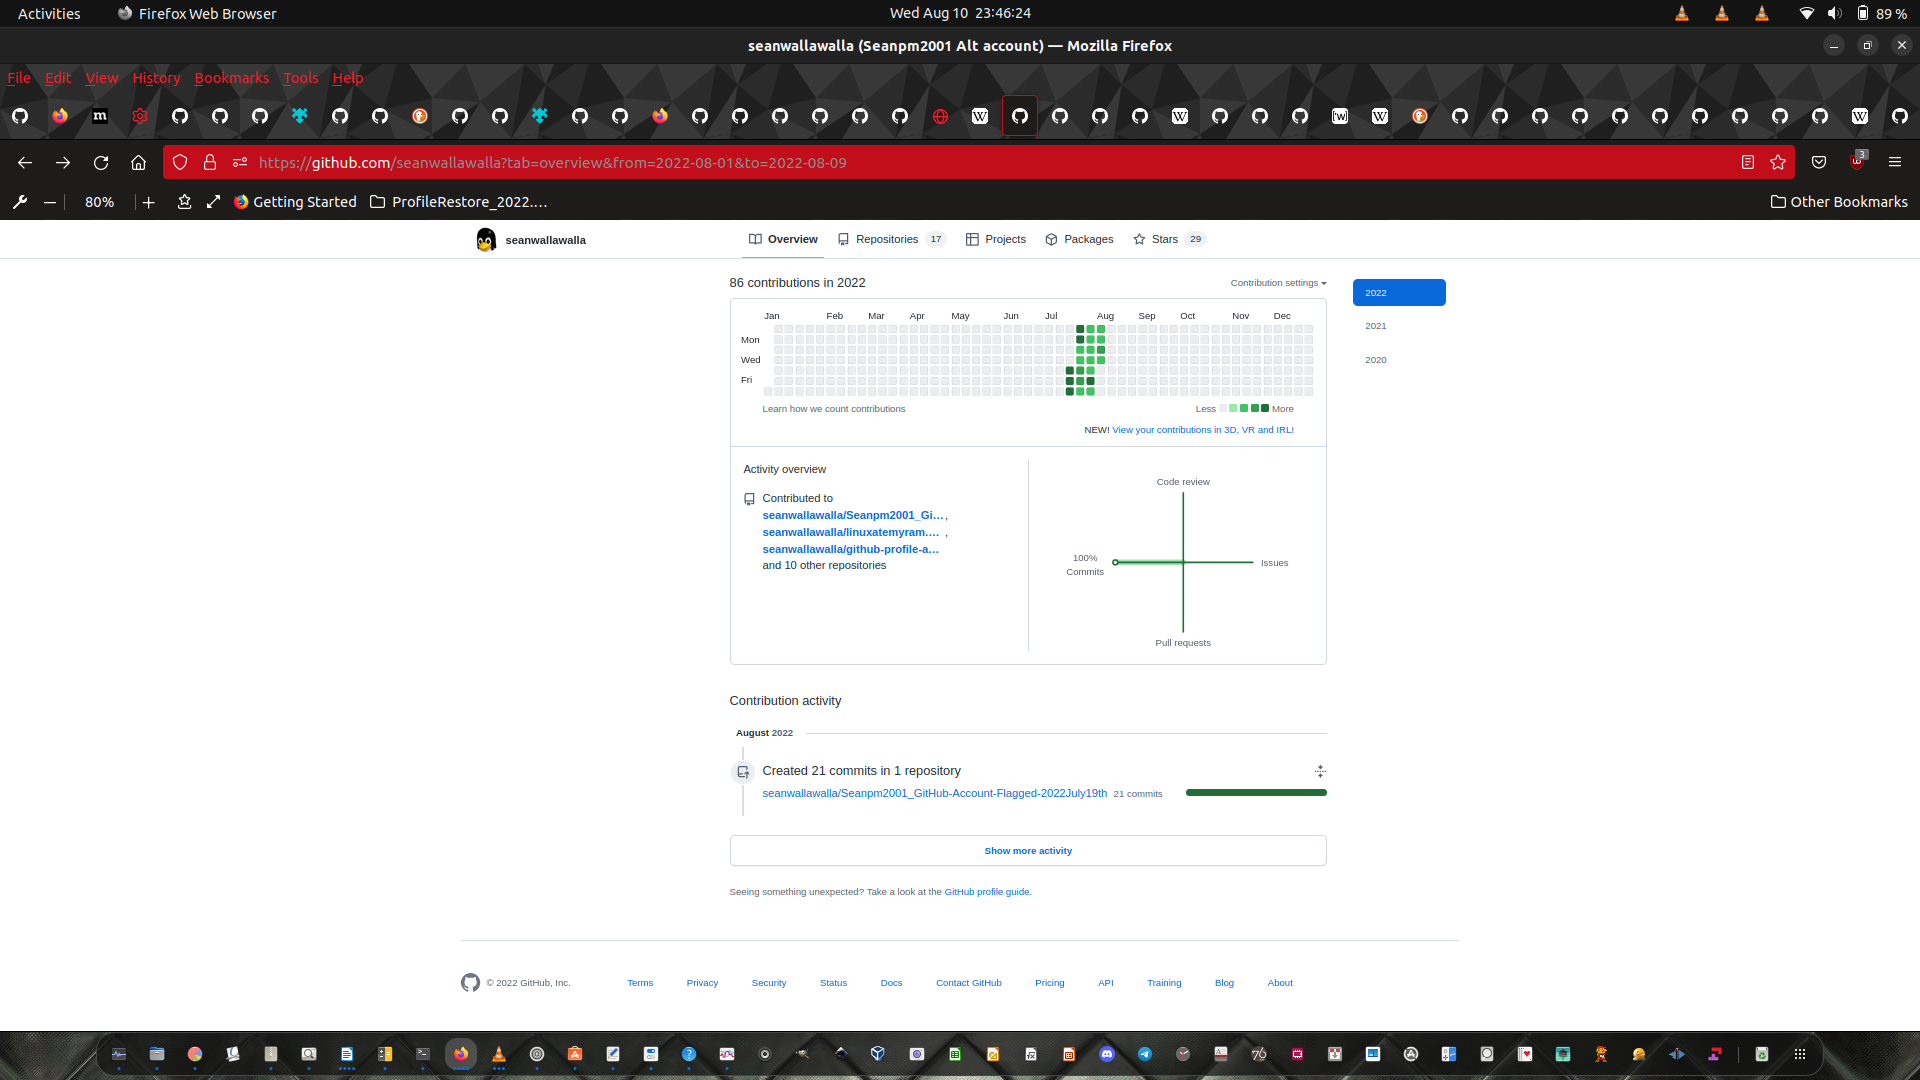 Activities
Firefox Web Browser
Wed Aug 10 23:46:24
89 %
seanwallawalla (Seanpm2001 Alt account) — Mozilla Firefox
File Edit View History Bookmarks Tools Help
https://github.com/seanwallawalla?tab=overview&from=2022-08-01&to=2022-08-09
3
80%
Getting Started
ProfileRestore_2022.…
Other Bookmarks
seanwallawalla
Overview
Repositories 17
Projects
Packages
Stars 29
86 contributions in 2022
Contribution settings
2022
2021
2020
Jan Feb Mar Apr May Jun Jul Aug Sep Oct Nov Dec
Mon
Wed
Fri
Learn how we count contributions
Less More
NEW! View your contributions in 3D, VR and IRL!
Activity overview
Contributed to
seanwallawalla/Seanpm2001_Gi… ,
seanwallawalla/linuxatemyram.… ,
seanwallawalla/github-profile-a…
and 10 other repositories
Code review
100%
Commits
Issues
Pull requests
Contribution activity
August 2022
Created 21 commits in 1 repository
seanwallawalla/Seanpm2001_GitHub-Account-Flagged-2022July19th 21 commits
Show more activity
Seeing something unexpected? Take a look at the GitHub profile guide.
© 2022 GitHub, Inc.
Terms
Privacy
Security
Status
Docs
Contact GitHub
Pricing
API
Training
Blog
About